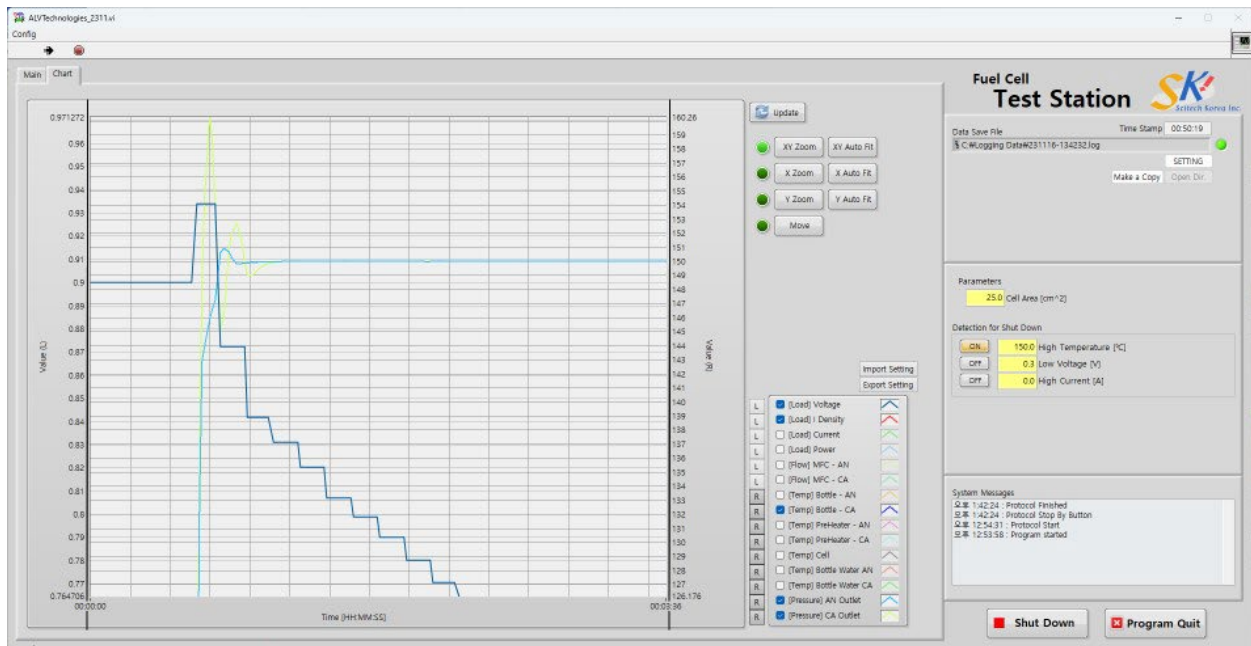 ALVTechnologies_2311.vi
Config
Main
Chart
Fuel Cell
Test Station
SK!
Scitech Korea Inc.
Data Save File
Time Stamp 00:50:19
C:₩Logging Data₩231116-134232.log
SETTING
Make a Copy
Open Dir.
Parameters
25.0 Cell Area [cm^2]
Detection for Shut Down
ON 150.0 High Temperature [℃]
OFF 0.3 Low Voltage [V]
OFF 0.0 High Current [A]
System Messages
오후 1:42:24 : Protocol Finished
오후 1:42:24 : Protocol Stop By Button
오후 12:54:31 : Protocol Start
오후 12:53:58 : Program started
Shut Down
Program Quit
Update
XY Zoom XY Auto Fit
X Zoom X Auto Fit
Y Zoom Y Auto Fit
Move
Import Setting
Export Setting
L [Load] Voltage
L [Load] I Density
L [Load] Current
L [Load] Power
L [Flow] MFC - AN
L [Flow] MFC - CA
R [Temp] Bottle - AN
R [Temp] Bottle - CA
R [Temp] PreHeater - AN
R [Temp] PreHeater - CA
R [Temp] Cell
R [Temp] Bottle Water AN
R [Temp] Bottle Water CA
R [Pressure] AN Outlet
R [Pressure] CA Outlet
Value (L)
0.971272
0.96
0.95
0.94
0.93
0.92
0.91
0.9
0.89
0.88
0.87
0.86
0.85
0.84
0.83
0.82
0.81
0.8
0.79
0.78
0.77
0.764706
Value (R)
160.26
159
158
157
156
155
154
153
152
151
150
149
148
147
146
145
144
143
142
141
140
139
138
137
136
135
134
133
132
131
130
129
128
127
126.176
00:00:00
00:03:36
Time [HH:MM:SS]